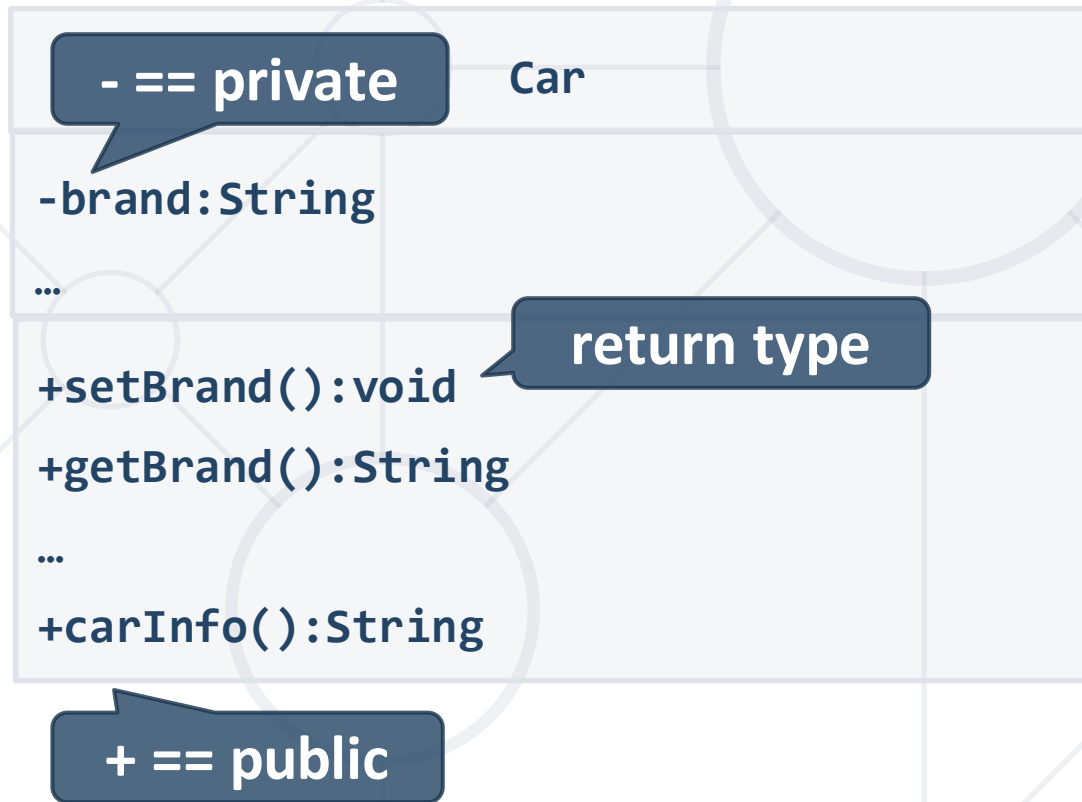 - == private
Car
-brand:String
…
return type
+setBrand():void
+getBrand():String
…
+carInfo():String
+ == public